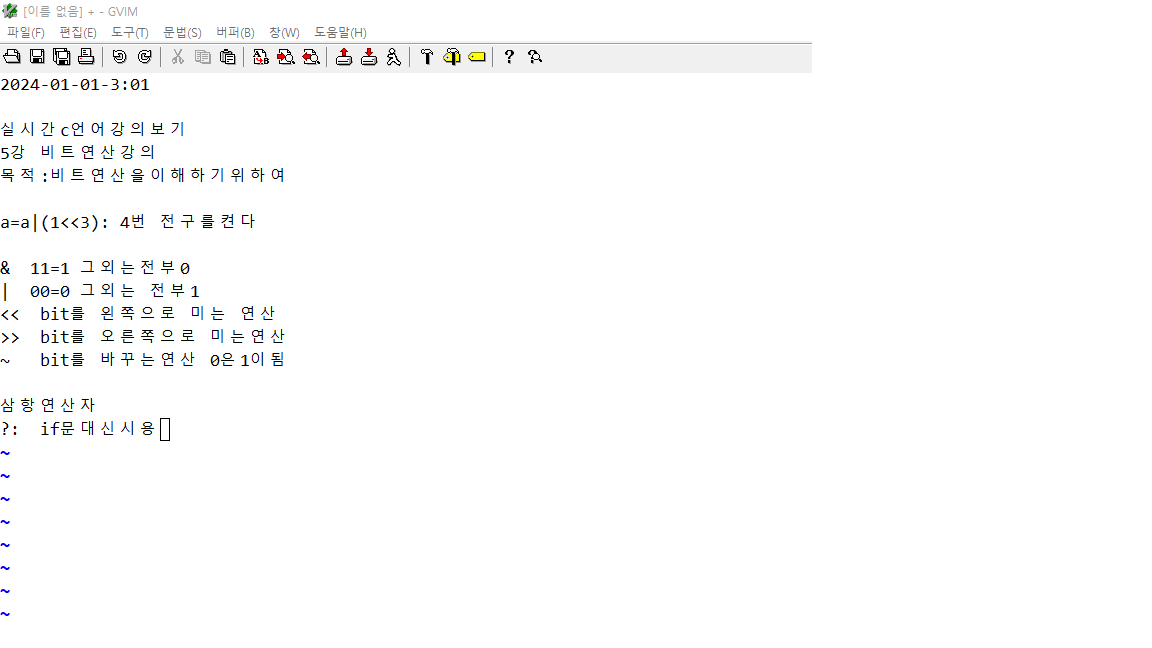 [이름 없음] + - GVIM
파일(F) 편집(E) 도구(T) 문법(S) 버퍼(B) 창(W) 도움말(H)
2024-01-01-3:01
실시간c언어강의보기
5강 비트연산강의
목적:비트연산을이해하기위하여
a=a|(1<<3): 4번 전구를켠다
& 11=1 그외는전부0
| 00=0 그외는 전부1
<< bit를 왼쪽으로 미는 연산
>> bit를 오른쪽으로 미는연산
~ bit를 바꾸는연산 0은1이됨
삼항연산자
?: if문대신시용
~
~
~
~
~
~
~
~